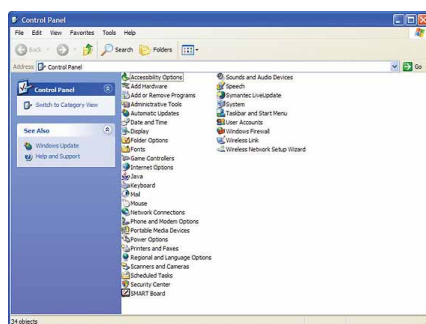 Control Panel
File Edit View Favorites Tools Help
Back Search Folders
Address Control Panel Go
Control Panel
Switch to Category View
See Also
Windows Update
Help and Support
Accessibility Options
Add Hardware
Add or Remove Programs
Administrative Tools
Automatic Updates
Date and Time
Display
Folder Options
Fonts
Game Controllers
Internet Options
Java
Keyboard
Mail
Mouse
Network Connections
Phone and Modem Options
Portable Media Devices
Power Options
Printers and Faxes
Regional and Language Options
Scanners and Cameras
Scheduled Tasks
Security Center
SMART Board
Sounds and Audio Devices
Speech
Symantec LiveUpdate
System
Taskbar and Start Menu
User Accounts
Windows Firewall
Wireless Link
Wireless Network Setup Wizard
34 objects